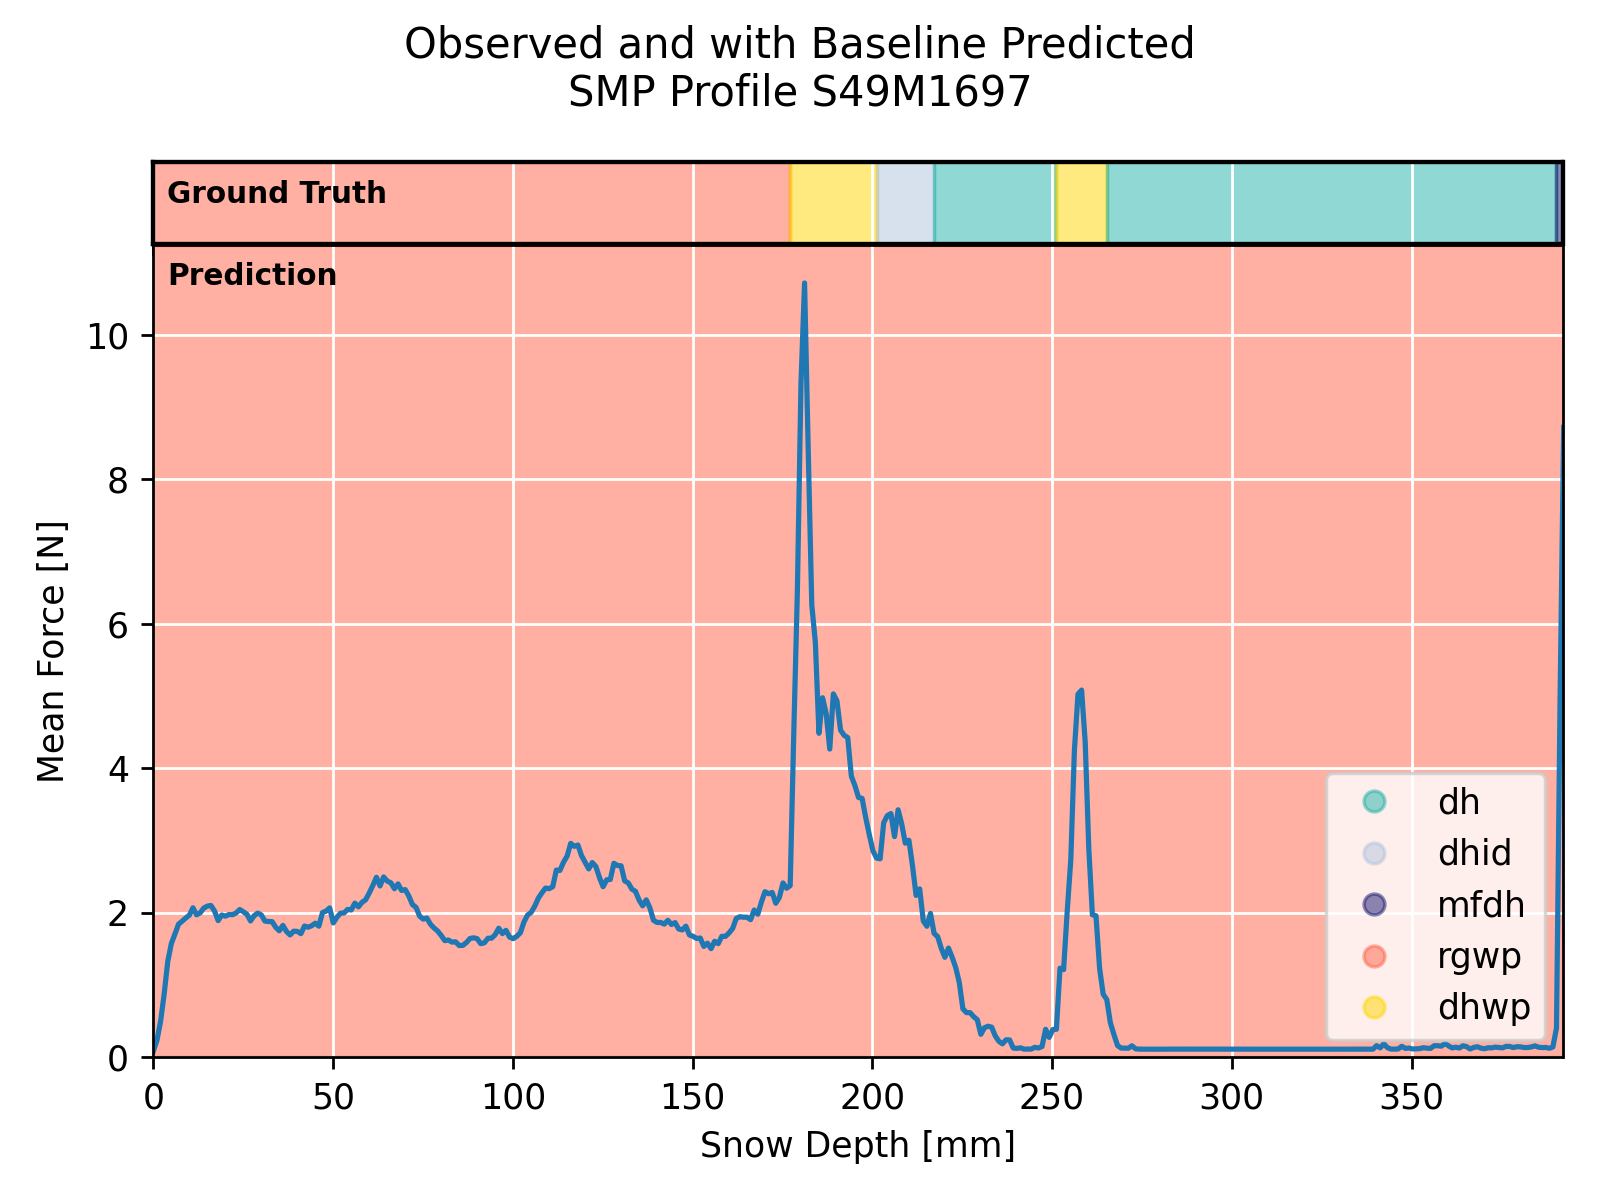 Observed and with Baseline Predicted
SMP Profile S49M1697
Ground Truth
Prediction
10
8
6
4
2
0
Mean Force [N]
dh
dhid
mfdh
rgwp
dhwp
0 50 100 150 200 250 300 350
Snow Depth [mm]